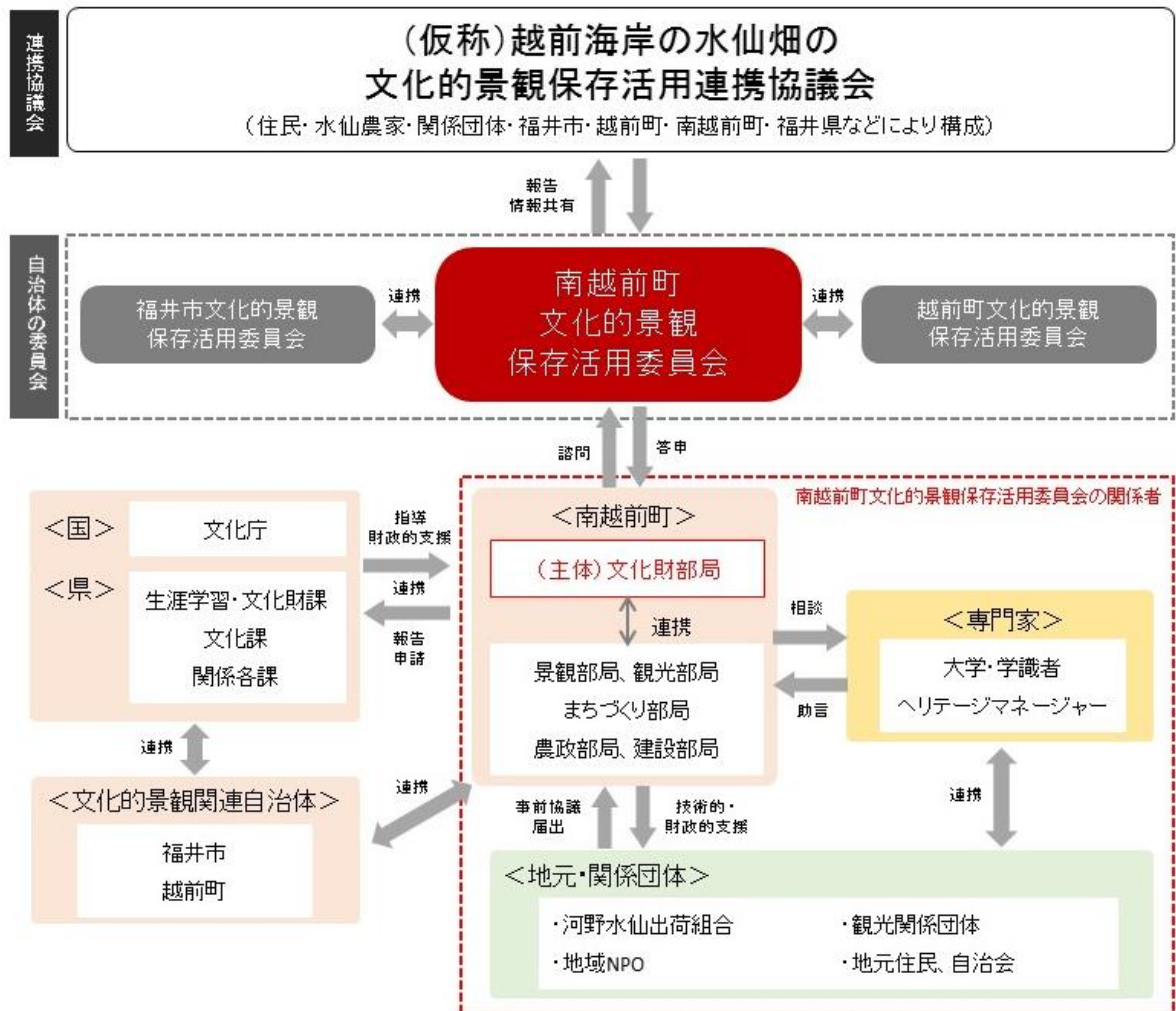 連携協議会
(仮称)越前海岸の水仙畑の
文化的景観保存活用連携協議会
(住民・水仙農家・関係団体・福井市・越前町・南越前町・福井県などにより構成)
報告
情報共有
自治体の委員会
福井市文化的景観
保存活用委員会
連携
南越前町
文化的景観
保存活用委員会
連携
越前町文化的景観
保存活用委員会
諮問
答申
南越前町文化的景観保存活用委員会の関係者
<国>
文化庁
<県>
生涯学習・文化財課
文化課
関係各課
指導
財政的支援
連携
報告
申請
<南越前町>
(主体)文化財部局
連携
景観部局、観光部局
まちづくり部局
農政部局、建設部局
相談
助言
<専門家>
大学・学識者
ヘリテージマネージャー
連携
<文化的景観関連自治体>
福井市
越前町
連携
事前協議
届出
技術的・
財政的支援
連携
<地元・関係団体>
・河野水仙出荷組合
・観光関係団体
・地域NPO
・地元住民、自治会